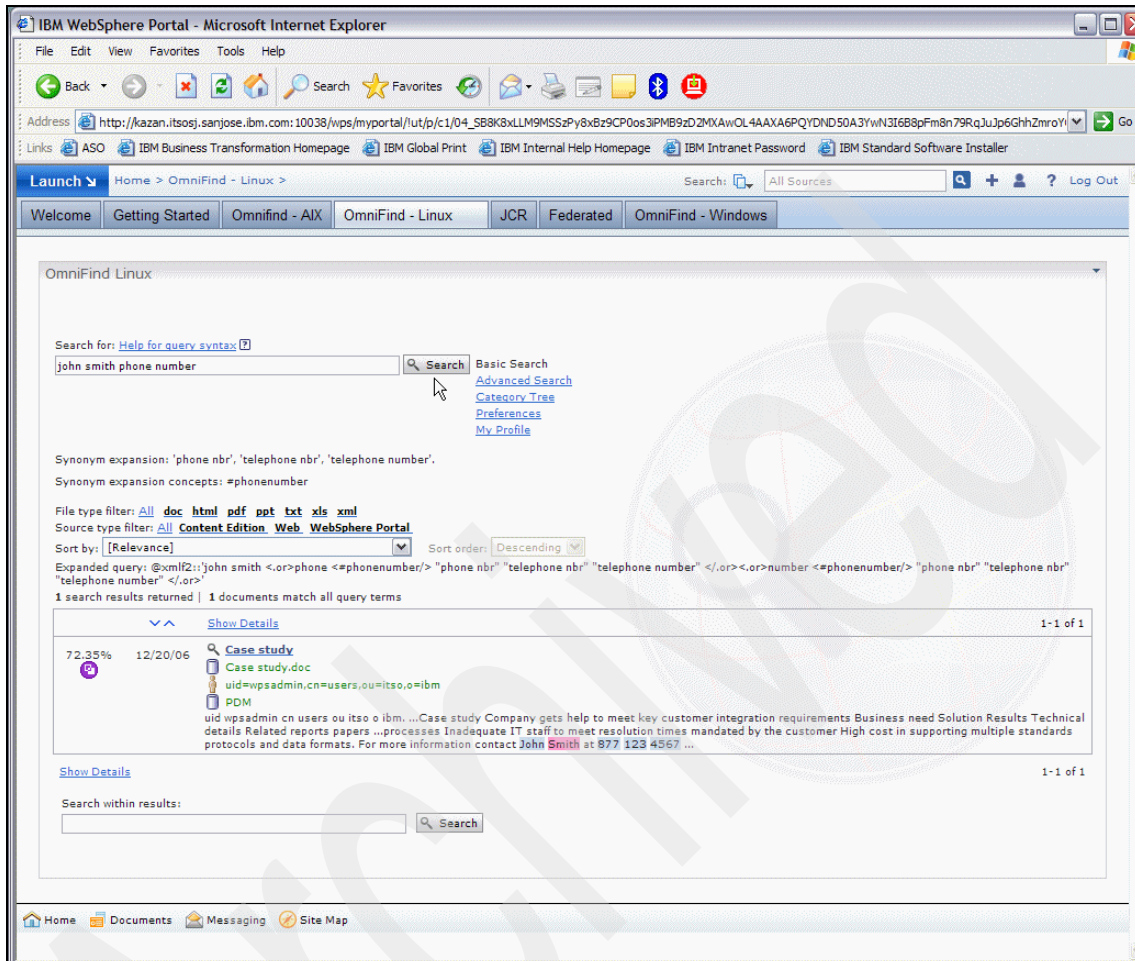 IBM WebSphere Portal - Microsoft Internet Explorer
File Edit View Favorites Tools Help
Back Search Favorites
Address http://kazan.itsosj.sanjose.ibm.com:10038/wps/myportal/!ut/p/c1/
Go
Links ASO IBM Business Transformation Homepage IBM Global Print IBM Internal Help Homepage IBM Intranet Password IBM Standard Software Installer
Launch Home > OmniFind - Linux > Search: All Sources + ? Log Out
Welcome Getting Started Omnifind - AIX OmniFind - Linux JCR Federated OmniFind - Windows
OmniFind Linux
Search for: Help for query syntax ?
john smith phone number Search Basic Search
Advanced Search
Category Tree
Preferences
My Profile
Synonym expansion: 'phone nbr', 'telephone nbr', 'telephone number'.
Synonym expansion concepts: #phonenumber
File type filter: All doc html pdf ppt txt xls xml
Source type filter: All Content Edition Web WebSphere Portal
Sort by: [Relevance] Sort order: Descending
Expanded query: @xmlf2::'john smith <.or>phone <#phonenumber/> "phone nbr" "telephone nbr" "telephone number" </.or><.or>number <#phonenumber/> "phone nbr" "telephone nbr"
"telephone number" </.or>'
1 search results returned | 1 documents match all query terms
Show Details 1-1 of 1
72.35% 12/20/06 Case study
Case study.doc
uid=wpsadmin,cn=users,ou=itso,o=ibm
PDM
uid wpsadmin cn users ou itso o ibm. ...Case study Company gets help to meet key customer integration requirements Business need Solution Results Technical
details Related reports papers ...processes Inadequate IT staff to meet resolution times mandated by the customer High cost in supporting multiple standards
protocols and data formats. For more information contact John Smith at 877 123 4567 ...
Show Details 1-1 of 1
Search within results:
Search
Home Documents Messaging Site Map
Archived